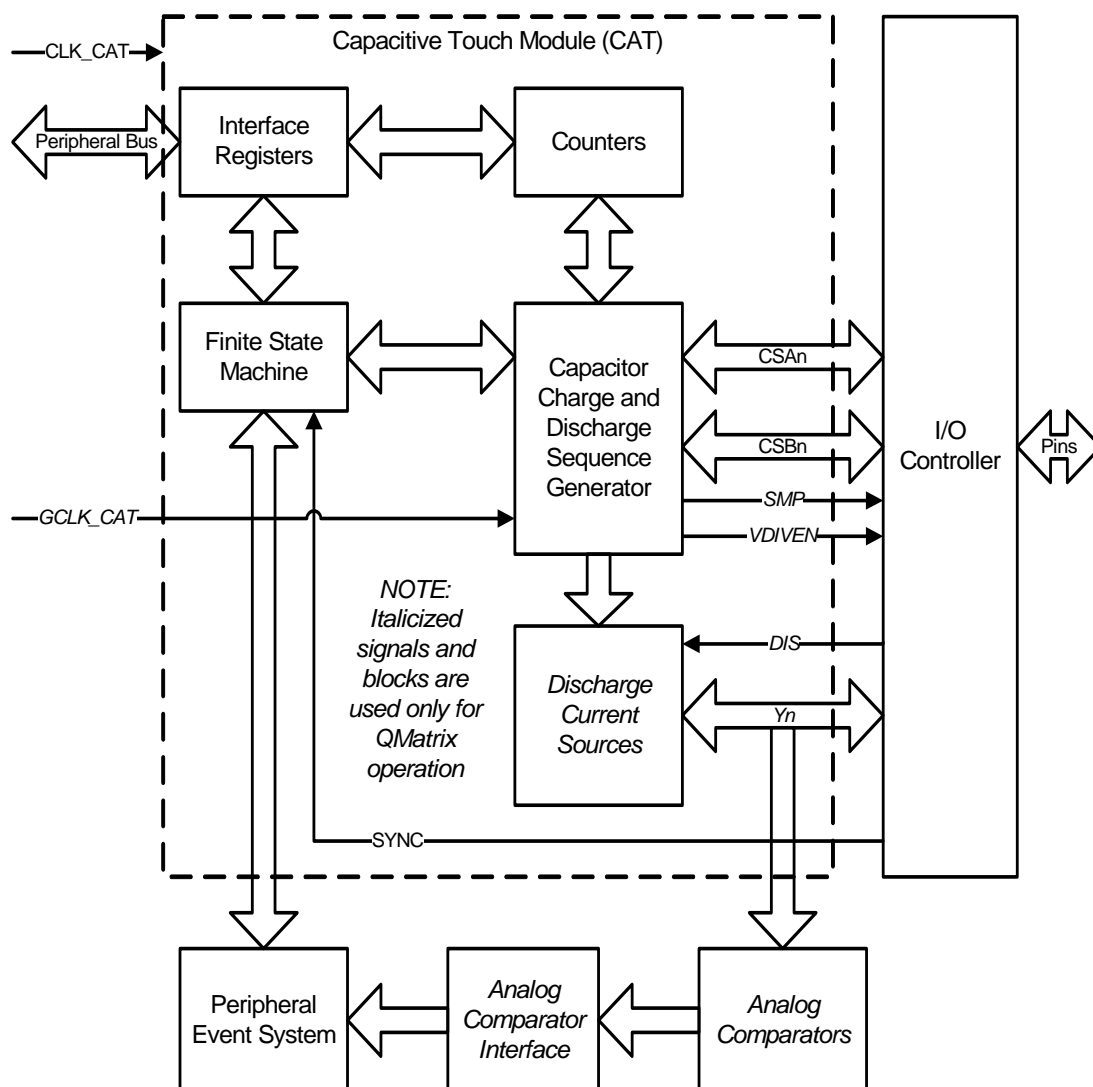 Capacitive Touch Module (CAT)
CLK_CAT
Peripheral Bus
Interface
Registers
Counters
Finite State
Machine
Capacitor
Charge and
Discharge
Sequence
Generator
CSAn
CSBn
SMP
VDIVEN
I/O
Controller
Pins
GCLK_CAT
NOTE:
Italicized
signals and
blocks are
used only for
QMatrix
operation
Discharge
Current
Sources
DIS
Yn
SYNC
Peripheral
Event System
Analog
Comparator
Interface
Analog
Comparators